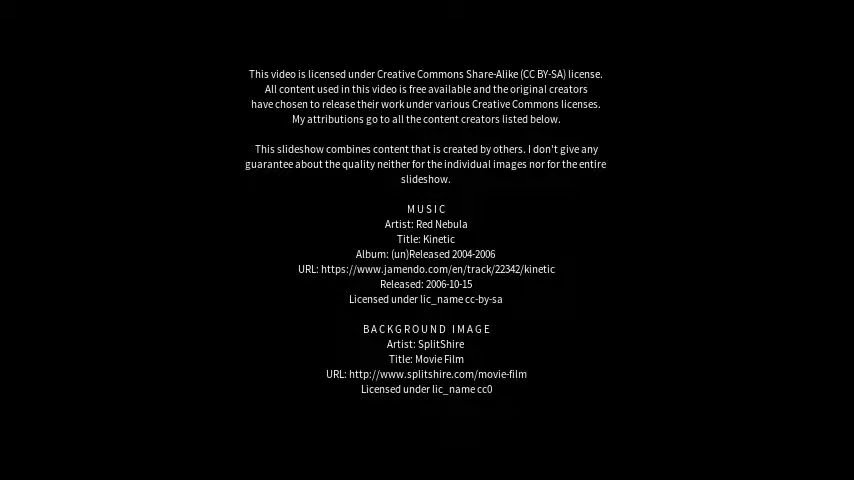 This video is licensed under Creative Commons Share-Alike (CC BY-SA) license.
All content used in this video is free available and the original creators
have chosen to release their work under various Creative Commons licenses.
My attributions go to all the content creators listed below.
This slideshow combines content that is created by others. I don't give any
guarantee about the quality neither for the individual images nor for the entire
slideshow.
MUSIC
Artist: Red Nebula
Title: Kinetic
Album: (un)Released 2004-2006
URL: https://www.jamendo.com/en/track/22342/kinetic
Released: 2006-10-15
Licensed under lic_name cc-by-sa
BACKGROUND IMAGE
Artist: SplitShire
Title: Movie Film
URL: http://www.splitshire.com/movie-film
Licensed under lic_name cc0